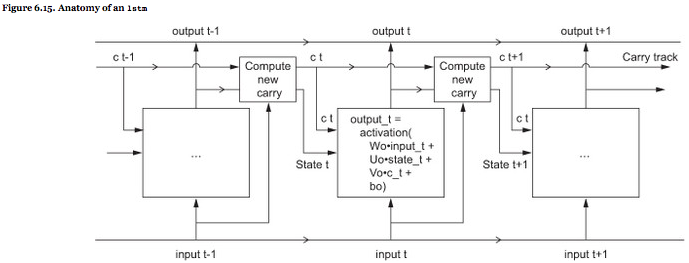 Figure 6.15. Anatomy of an lstm
output t-1
output t
output t+1
c t-1
Compute
new
carry
c t
Compute
new
carry
c t+1
Carry track
...
State t
c t
output_t =
activation(
Wo•input_t +
Uo•state_t +
Vo•c_t +
bo)
State t+1
c t
...
input t-1
input t
input t+1